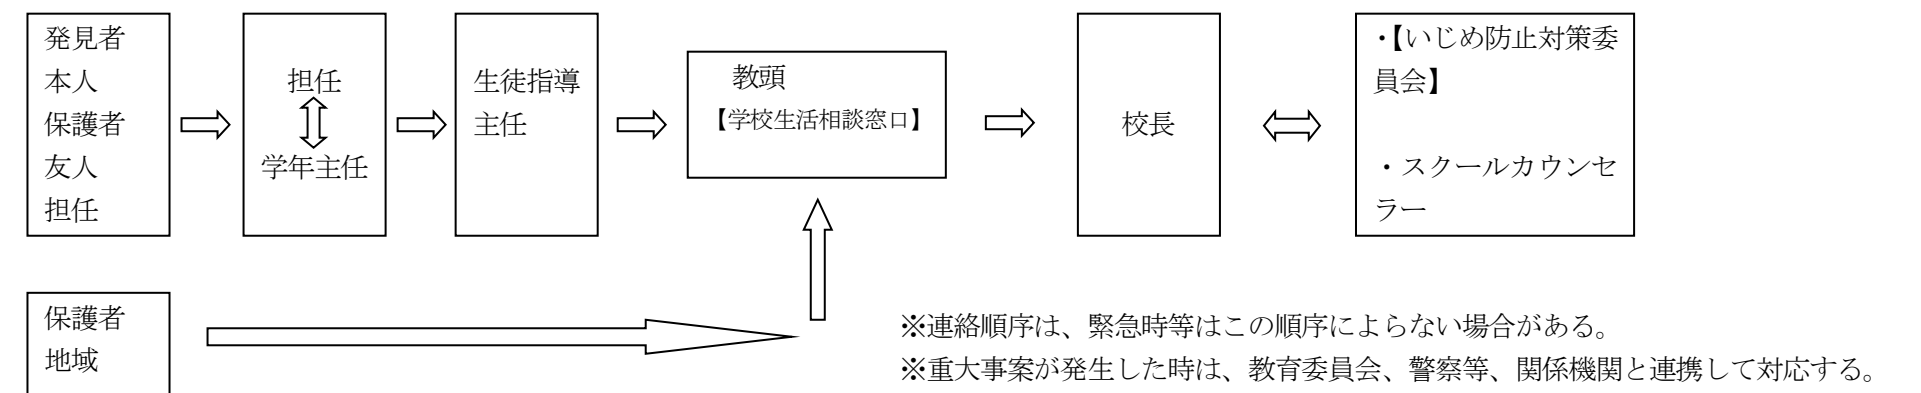 発見者
本人
保護者
友人
担任
担任
学年主任
生徒指導
主任
教頭
【学校生活相談窓口】
校長
・【いじめ防止対策委
員会】
・スクールカウンセ
ラー
保護者
地域
※連絡順序は、緊急時等はこの順序によらない場合がある。
※重大事案が発生した時は、教育委員会、警察等、関係機関と連携して対応する。